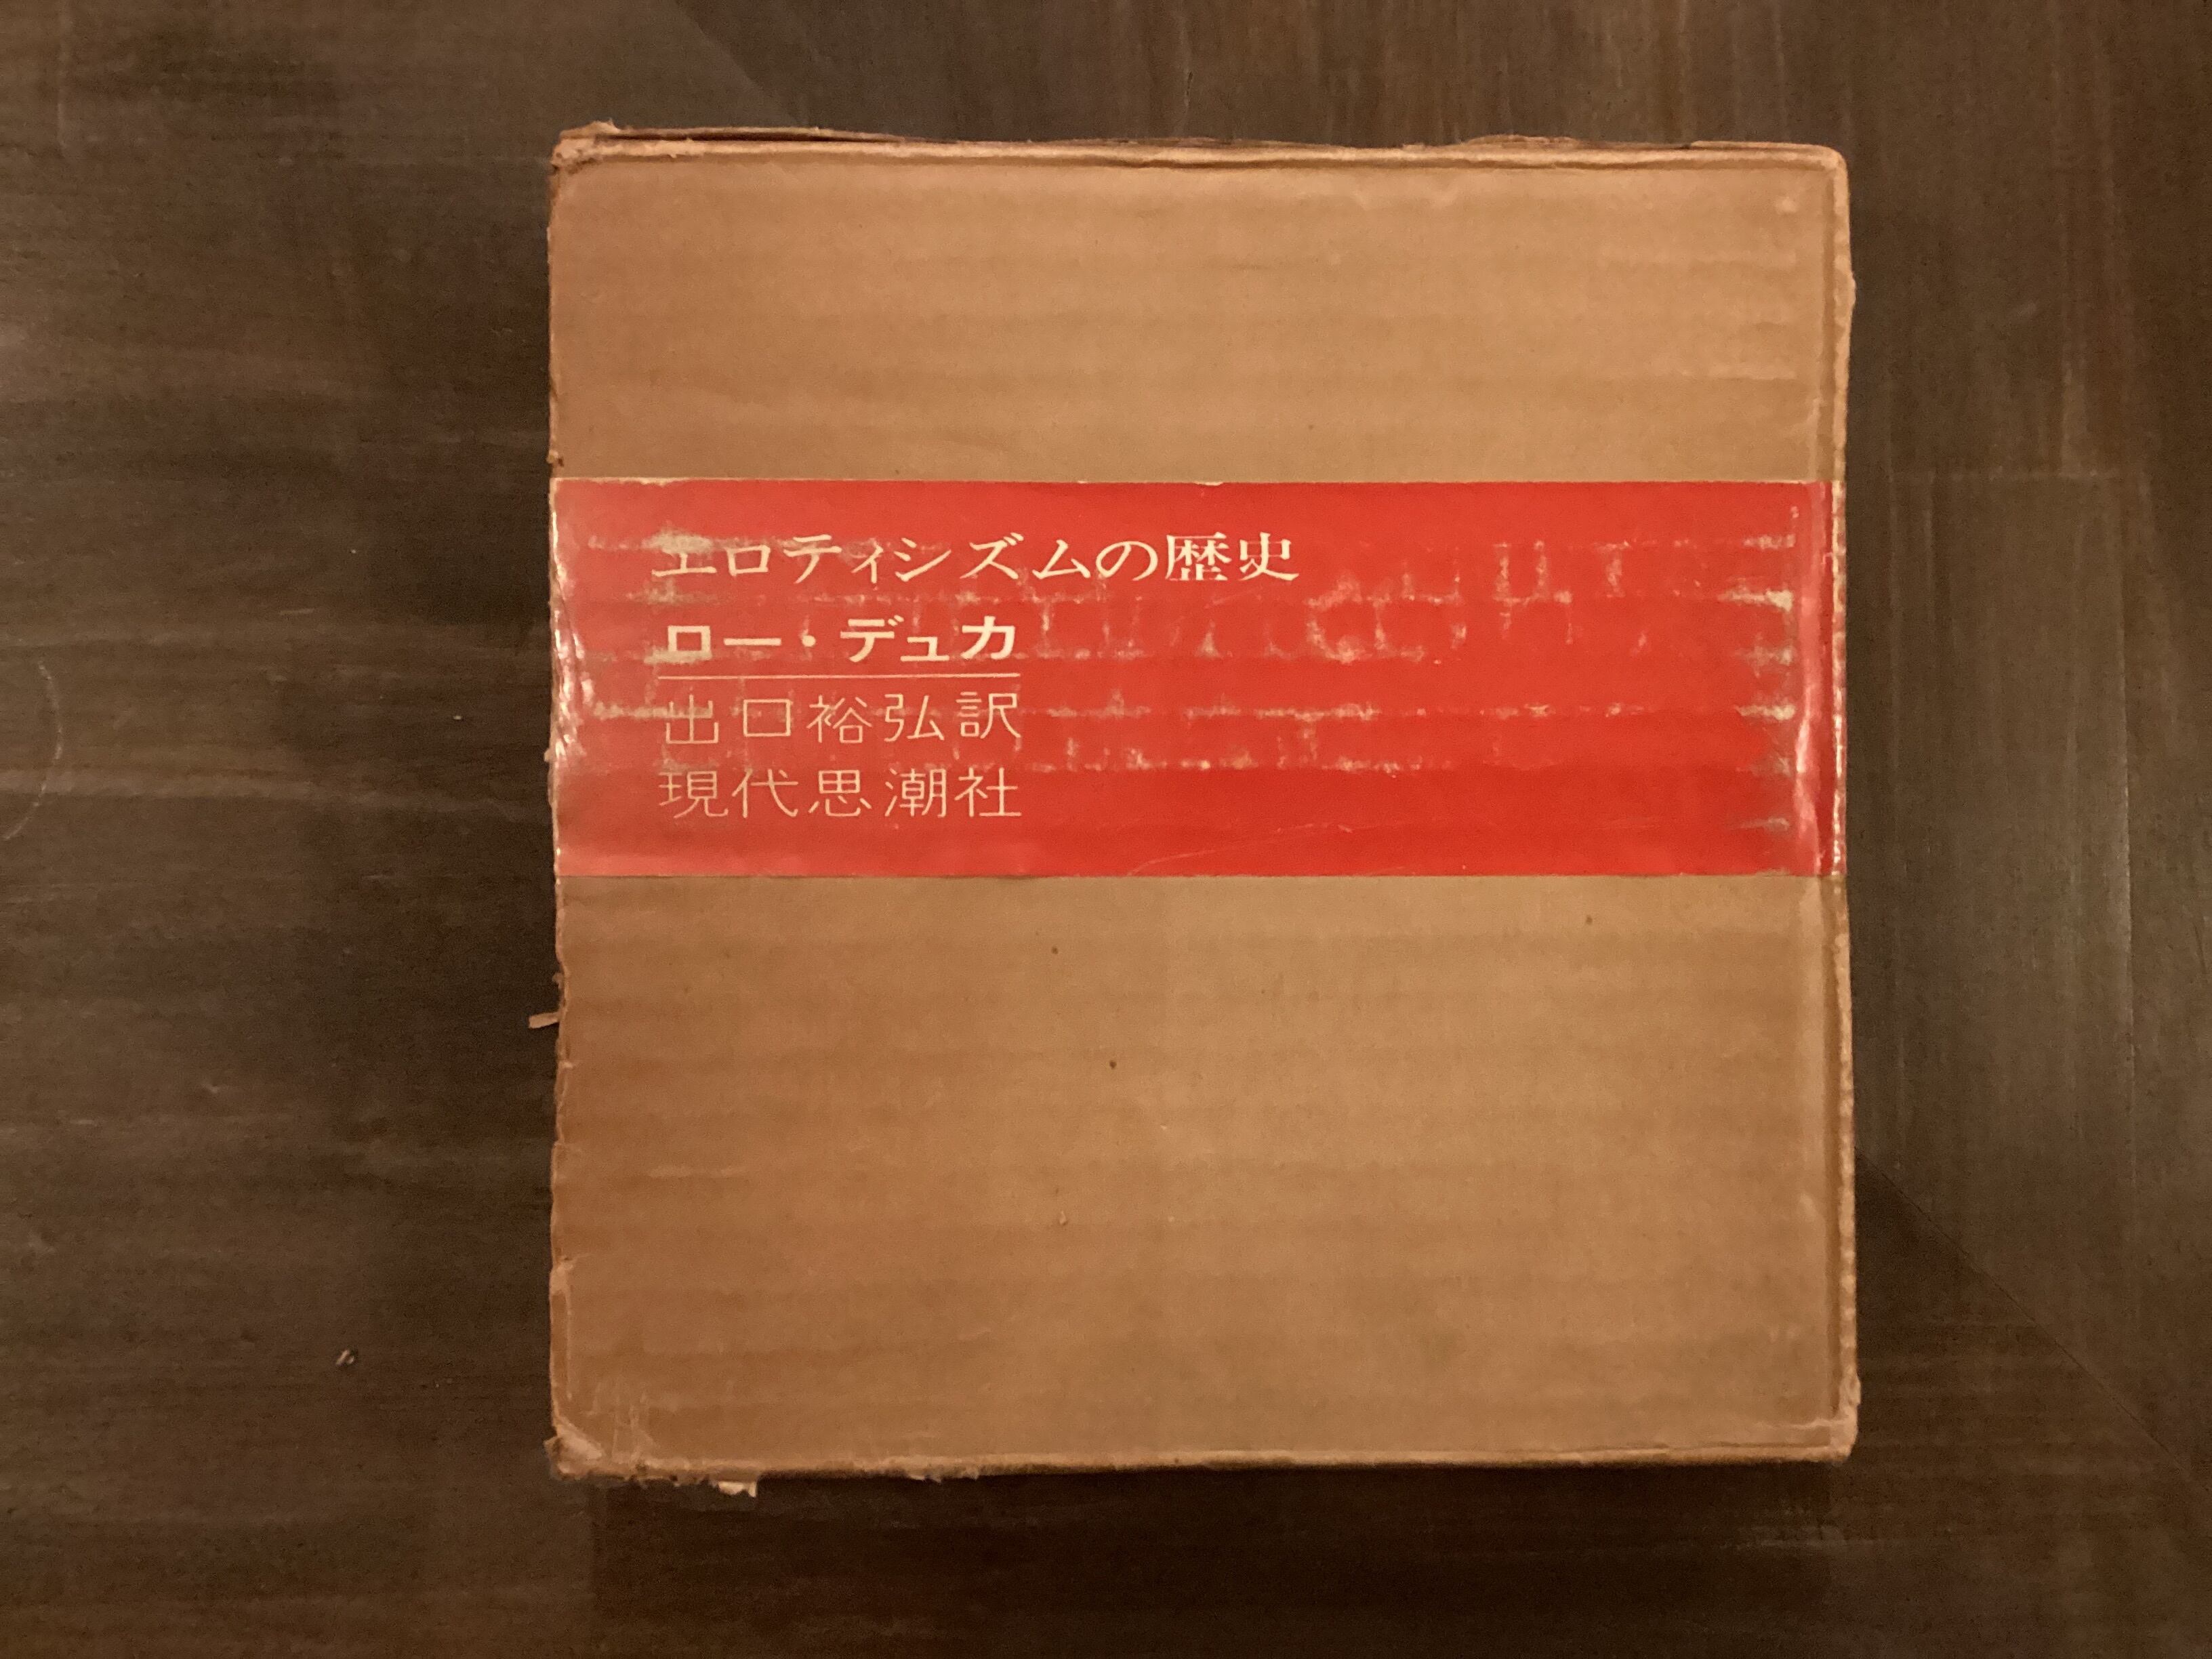 エロティシズムの歴史
ロー・デュカ
出口裕弘訳
現代思潮社